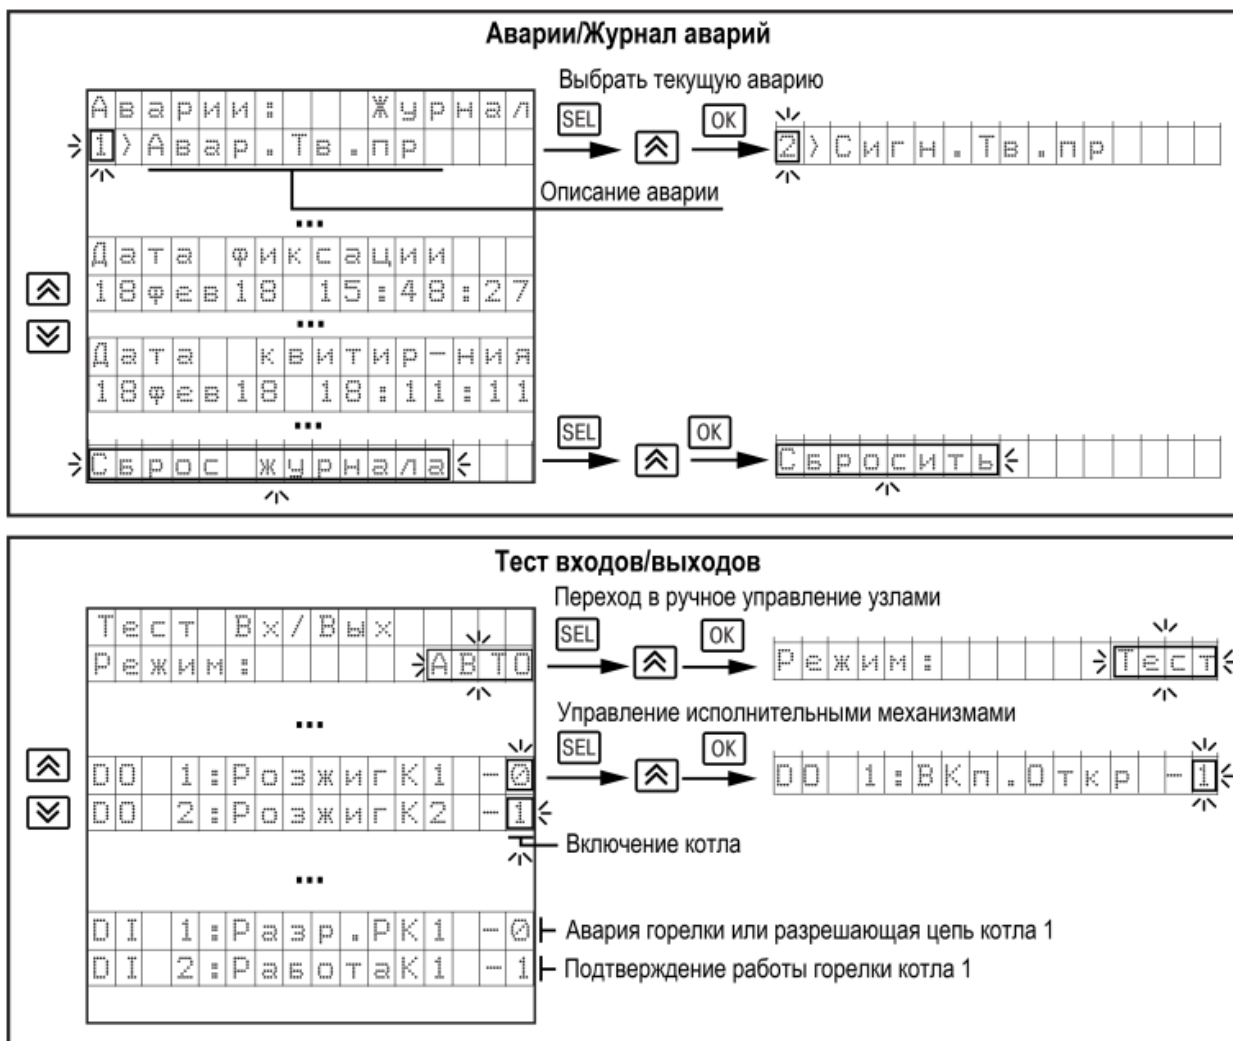 Аварии/Журнал аварий
Выбрать текущую аварию
Аварии: Журнал
SEL
OK
1>Авар.Тв.пр
2>Сигн.Тв.пр
Описание аварии
...
Дата фиксации
18фев18 15:48:27
...
Дата квитир-ния
18фев18 18:11:11
...
SEL
OK
Сброс журнала
Сбросить
Тест входов/выходов
Переход в ручное управление узлами
Тест Вх/Вых
SEL
OK
Режим: АВТО
Режим: Тест
...
Управление исполнительными механизмами
SEL
OK
DO 1:РозжигК1 -0
DO 1:ВКп.Откр -1
DO 2:РозжигК2 -1
Включение котла
...
DI 1:Разр.РК1 -0
Авария горелки или разрешающая цепь котла 1
DI 2:РаботаК1 -1
Подтверждение работы горелки котла 1